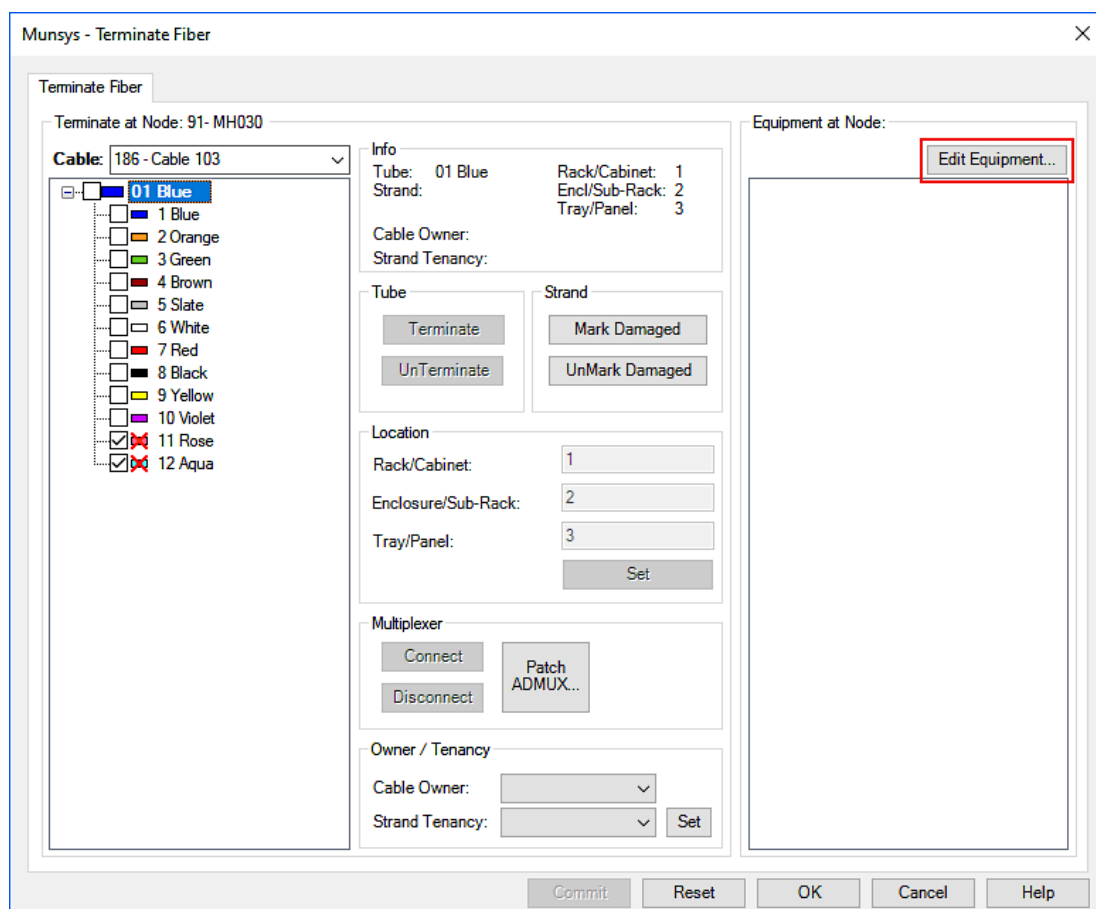 Munsys - Terminate Fiber
Terminate Fiber
Terminate at Node: 91- MH030
Cable: 186 - Cable 103
01 Blue
1 Blue
2 Orange
3 Green
4 Brown
5 Slate
6 White
7 Red
8 Black
9 Yellow
10 Violet
11 Rose
12 Aqua
Info
Tube: 01 Blue Rack/Cabinet: 1
Strand: Encl/Sub-Rack: 2
Tray/Panel: 3
Cable Owner:
Strand Tenancy:
Tube
Terminate
UnTerminate
Strand
Mark Damaged
UnMark Damaged
Location
Rack/Cabinet: 1
Enclosure/Sub-Rack: 2
Tray/Panel: 3
Set
Multiplexer
Connect
Disconnect
Patch
ADMUX...
Owner / Tenancy
Cable Owner:
Strand Tenancy: Set
Equipment at Node:
Edit Equipment...
Commit Reset OK Cancel Help